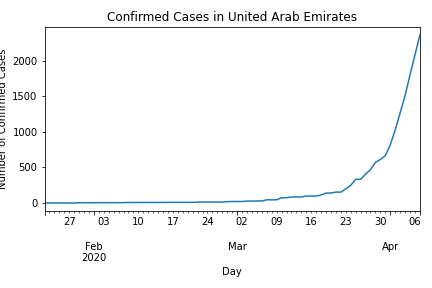 Confirmed Cases in United Arab Emirates
Number of Confirmed Cases
2000
1500
1000
500
0
27 03 10 17 24 02 09 16 23 30 06
Feb Mar Apr
2020
Day